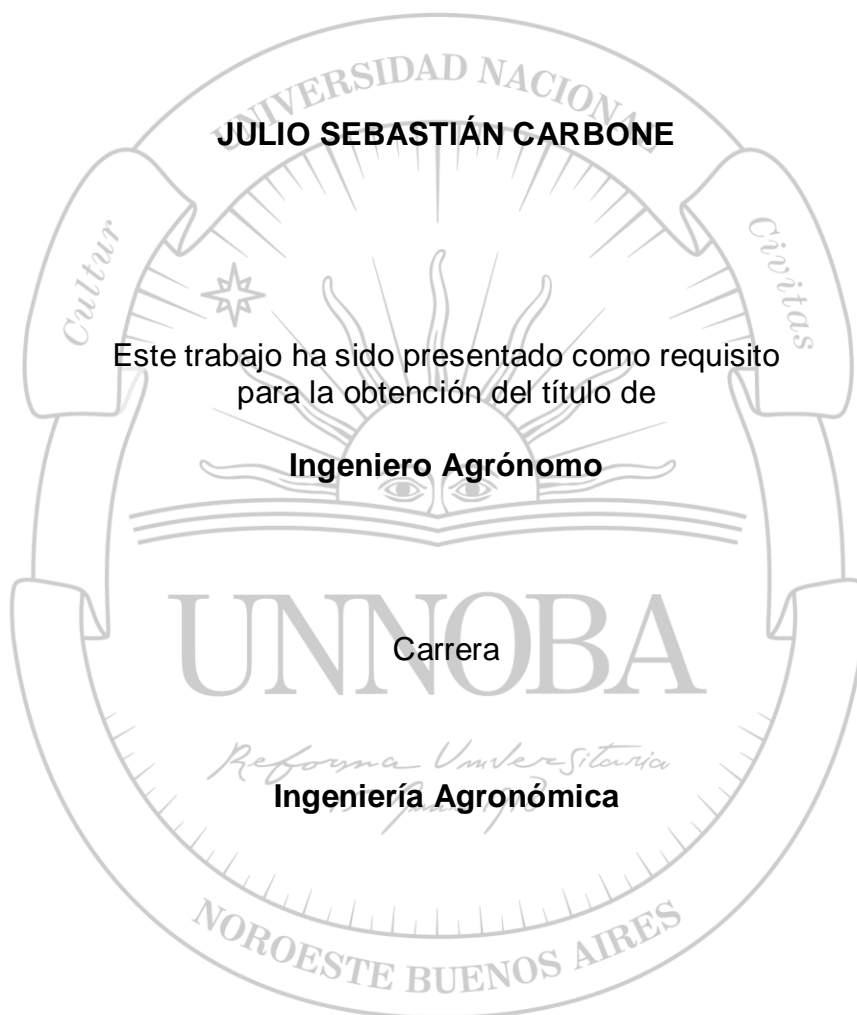 UNIVERSIDAD NACIONAL
JULIO SEBASTIÁN CARBONE
Cultur
Civitas
Este trabajo ha sido presentado como requisito
para la obtención del título de
Ingeniero Agrónomo
UNNOBA
Carrera
Reforma Universitaria
Ingeniería Agronómica
NOROESTE BUENOS AIRES